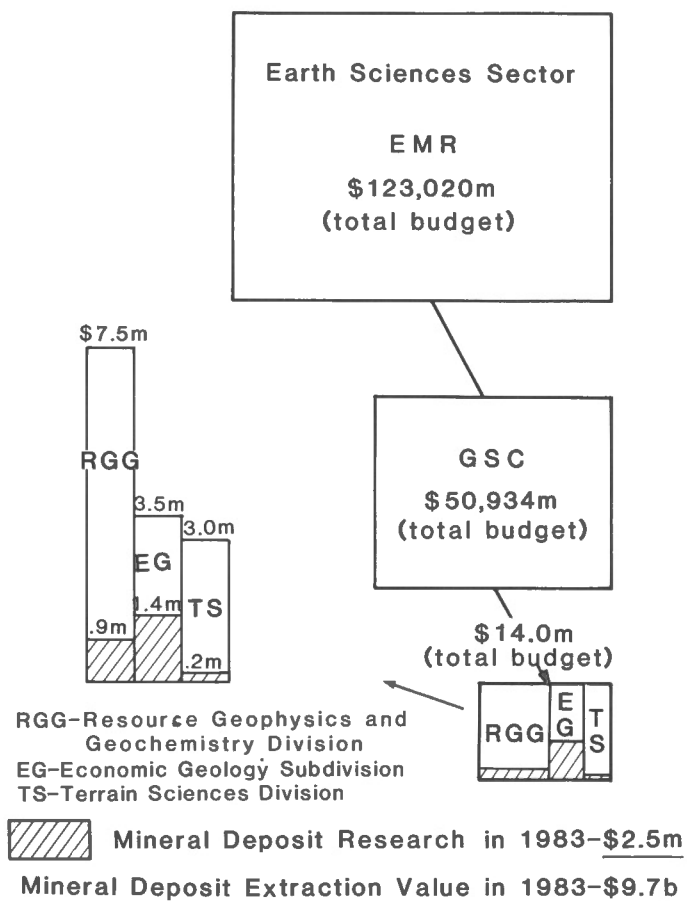 Earth Sciences Sector
EMR
$123,020m
(total budget)
$7.5m
RGG
3.5m
3.0m
EG
1.4m
TS
.9m
.2m
GSC
$50,934m
(total budget)
$14.0m
(total budget)
RGG
EG
TS
RGG-Resource Geophysics and
Geochemistry Division
EG-Economic Geology Subdivision
TS-Terrain Sciences Division
Mineral Deposit Research in 1983-$2.5m
Mineral Deposit Extraction Value in 1983-$9.7b